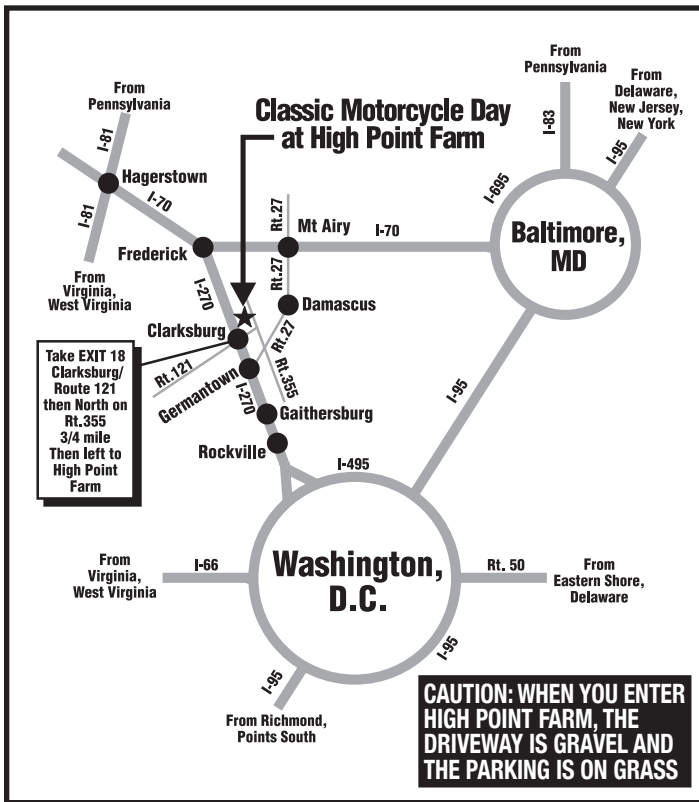 Classic Motorcycle Day
at High Point Farm
From
Pennsylvania
I-81
Hagerstown
I-81
I-70
From
Virginia,
West Virginia
Frederick
Rt.27
Mt Airy
I-70
Rt.27
Damascus
Rt.27
From
Pennsylvania
I-83
From
Delaware,
New Jersey,
New York
I-95
I-695
Baltimore,
MD
I-270
Clarksburg
Rt.121
Rt.355
Germantown
I-270
Gaithersburg
Rockville
Take EXIT 18
Clarksburg/
Route 121
then North on
Rt.355
3/4 mile
Then left to
High Point
Farm
I-95
I-495
Washington,
D.C.
From
Virginia,
West Virginia
I-66
Rt. 50
From
Eastern Shore,
Delaware
I-95
I-95
From Richmond,
Points South
CAUTION: WHEN YOU ENTER
HIGH POINT FARM, THE
DRIVEWAY IS GRAVEL AND
THE PARKING IS ON GRASS